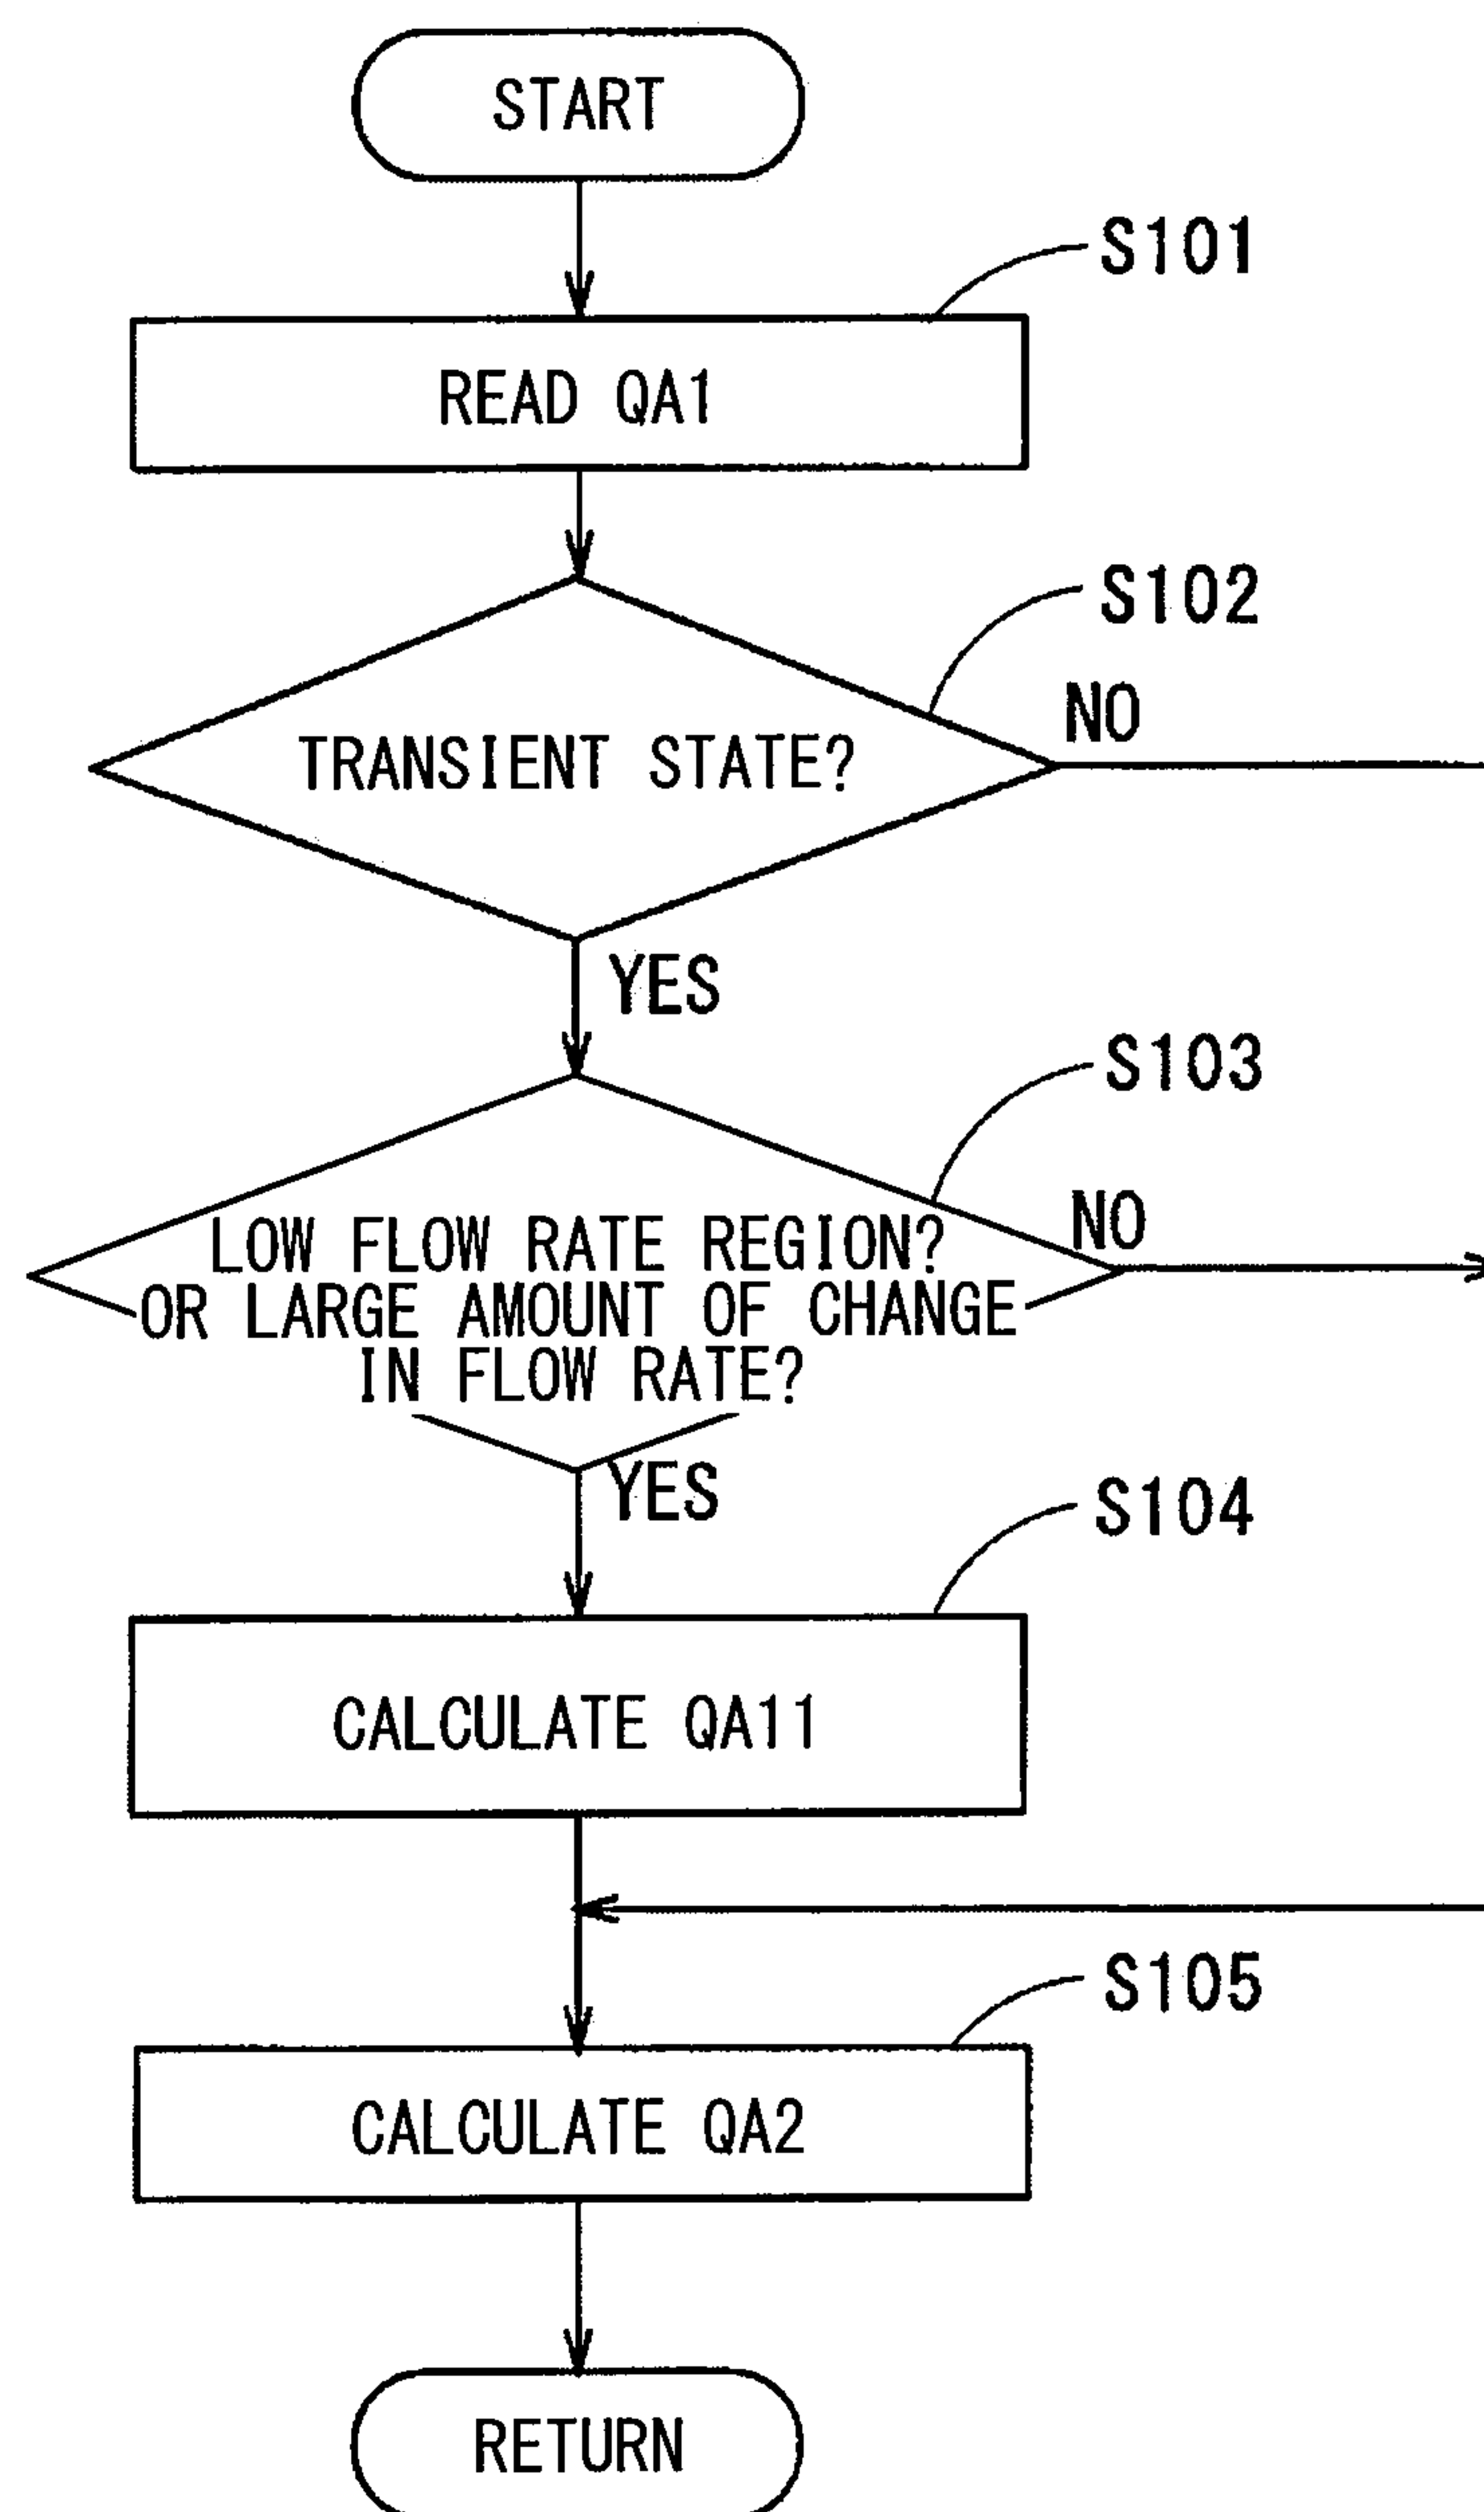 START
S101
READ QA1
S102
NO
TRANSIENT STATE?
YES
S103
NO
LOW FLOW RATE REGION?
OR LARGE AMOUNT OF CHANGE
IN FLOW RATE?
YES
S104
CALCULATE QA11
S105
CALCULATE QA2
RETURN